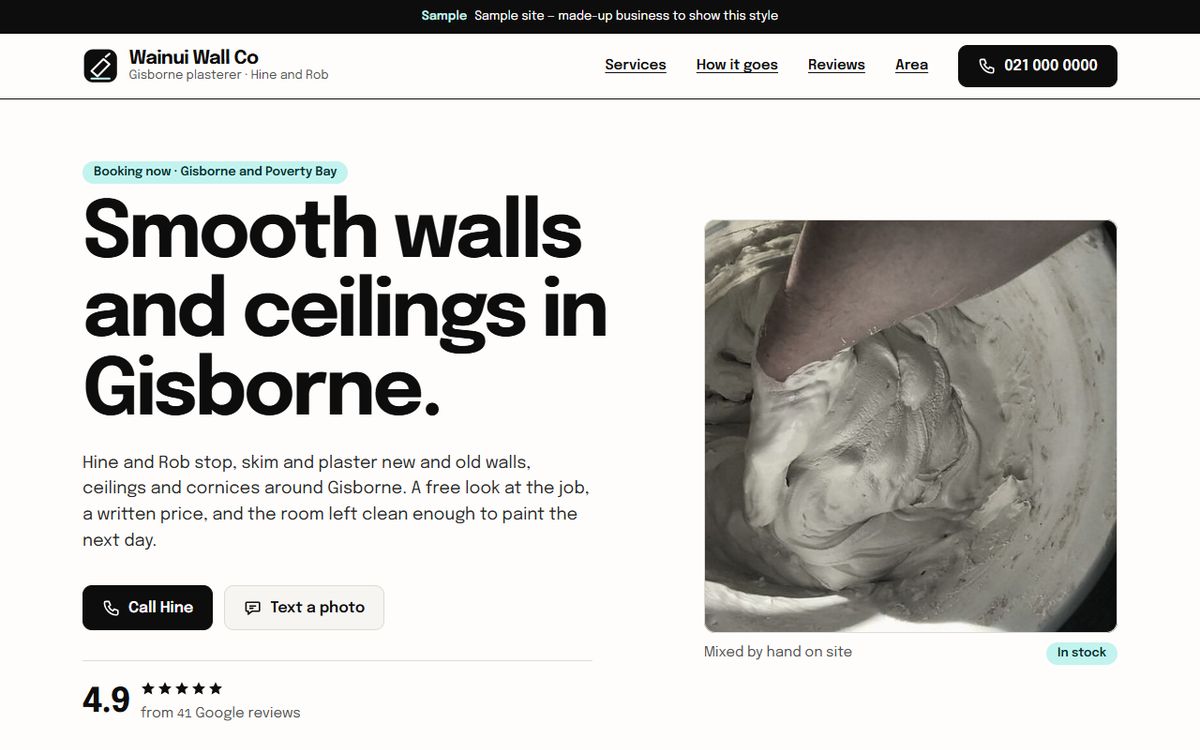 Sample Sample site – made-up business to show this style
Wainui Wall Co
Gisborne plasterer · Hine and Rob
Services How it goes Reviews Area 021 000 0000
Booking now · Gisborne and Poverty Bay
Smooth walls
and ceilings in
Gisborne.
Hine and Rob stop, skim and plaster new and old walls,
ceilings and cornices around Gisborne. A free look at the job,
a written price, and the room left clean enough to paint the
next day.
Call Hine Text a photo
Mixed by hand on site In stock
4.9
from 41 Google reviews